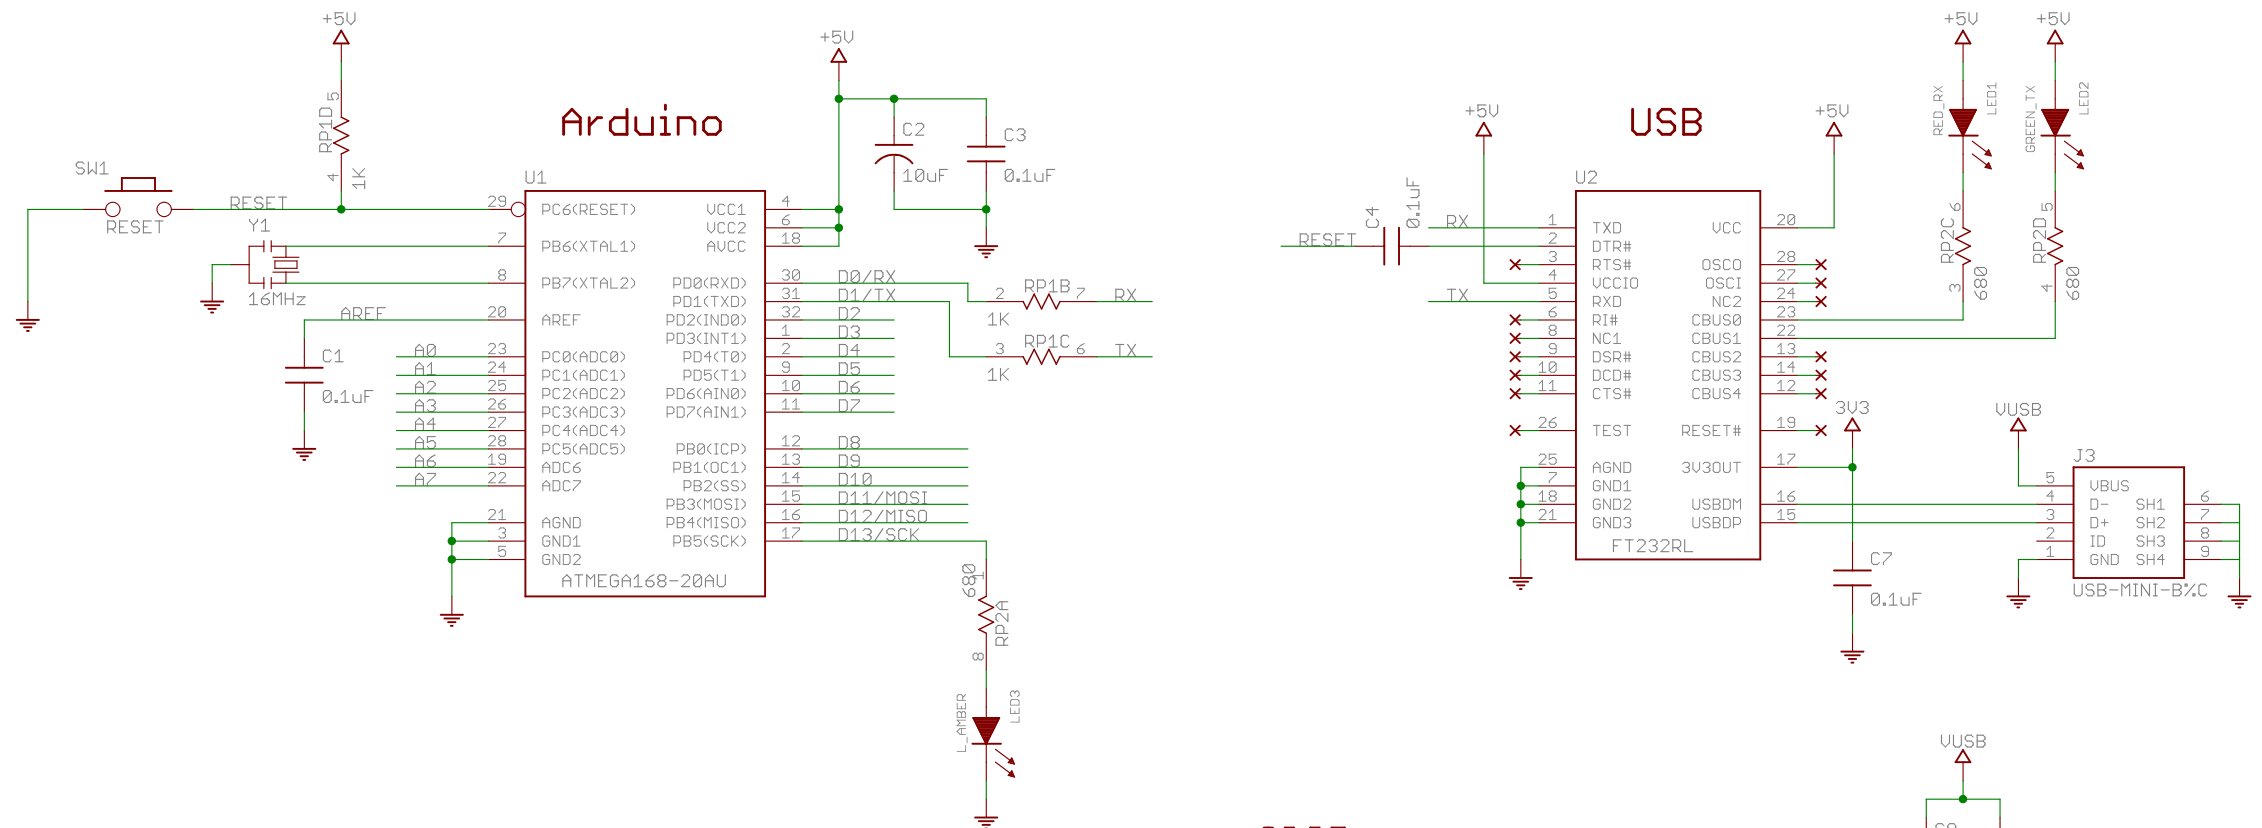 Arduino
+5V
5
RP1D
4
1K
SW1
RESET
RESET
Y1
16MHz
AREF
C1
0.1uF
A0
A1
A2
A3
A4
A5
A6
A7
U1
29 PC6(RESET)
7 PB6(XTAL1)
8 PB7(XTAL2)
20 AREF
23 PC0(ADC0)
24 PC1(ADC1)
25 PC2(ADC2)
26 PC3(ADC3)
27 PC4(ADC4)
28 PC5(ADC5)
19 ADC6
22 ADC7
21 AGND
3 GND1
5 GND2
VCC1 4
VCC2 6
AVCC 18
PD0(RXD) 30 D0/RX
PD1(TXD) 31 D1/TX
PD2(IND0) 32 D2
PD3(INT1) 1 D3
PD4(T0) 2 D4
PD5(T1) 9 D5
PD6(AIN0) 10 D6
PD7(AIN1) 11 D7
PB0(ICP) 12 D8
PB1(OC1) 13 D9
PB2(SS) 14 D10
PB3(MOSI) 15 D11/MOSI
PB4(MISO) 16 D12/MISO
PB5(SCK) 17 D13/SCK
ATMEGA168-20AU
+5V
C2
10uF
C3
0.1uF
RP1B
2 7 RX
1K
RP1C
3 6 TX
1K
680
1
RP2A
8
L_AMBER
LED3
USB
+5V
+5V
C4
0.1uF
RESET
RX
TX
U2
1 TXD
2 DTR#
3 RTS#
4 VCCIO
5 RXD
6 RI#
8 NC1
9 DSR#
10 DCD#
11 CTS#
26 TEST
25 AGND
7 GND1
18 GND2
21 GND3
VCC 20
OSCO 28
OSCI 27
NC2 24
CBUS0 23
CBUS1 22
CBUS2 13
CBUS3 14
CBUS4 12
RESET# 19
3V3OUT 17
USBDM 16
USBDP 15
FT232RL
+5V
RED_RX
LED1
RP2C
6
3
680
+5V
GREEN_TX
LED2
RP2D
5
4
680
3V3
C7
0.1uF
VUSB
J3
5 VBUS
4 D- SH1 6
3 D+ SH2 7
2 ID SH3 8
1 GND SH4 9
USB-MINI-B%C
VUSB